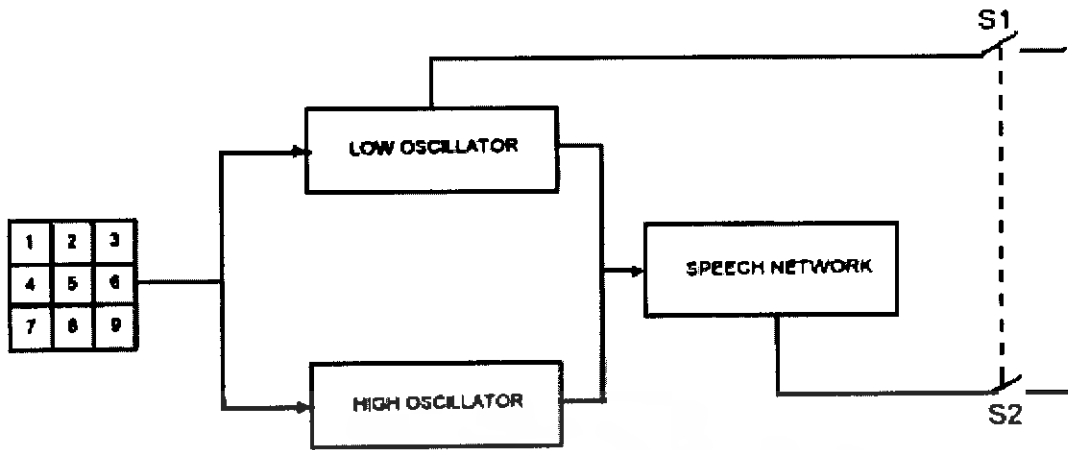 S1
LOW OSCILLATOR
1 2 3
4 5 6
7 8 9
SPEECH NETWORK
HIGH OSCILLATOR
S2